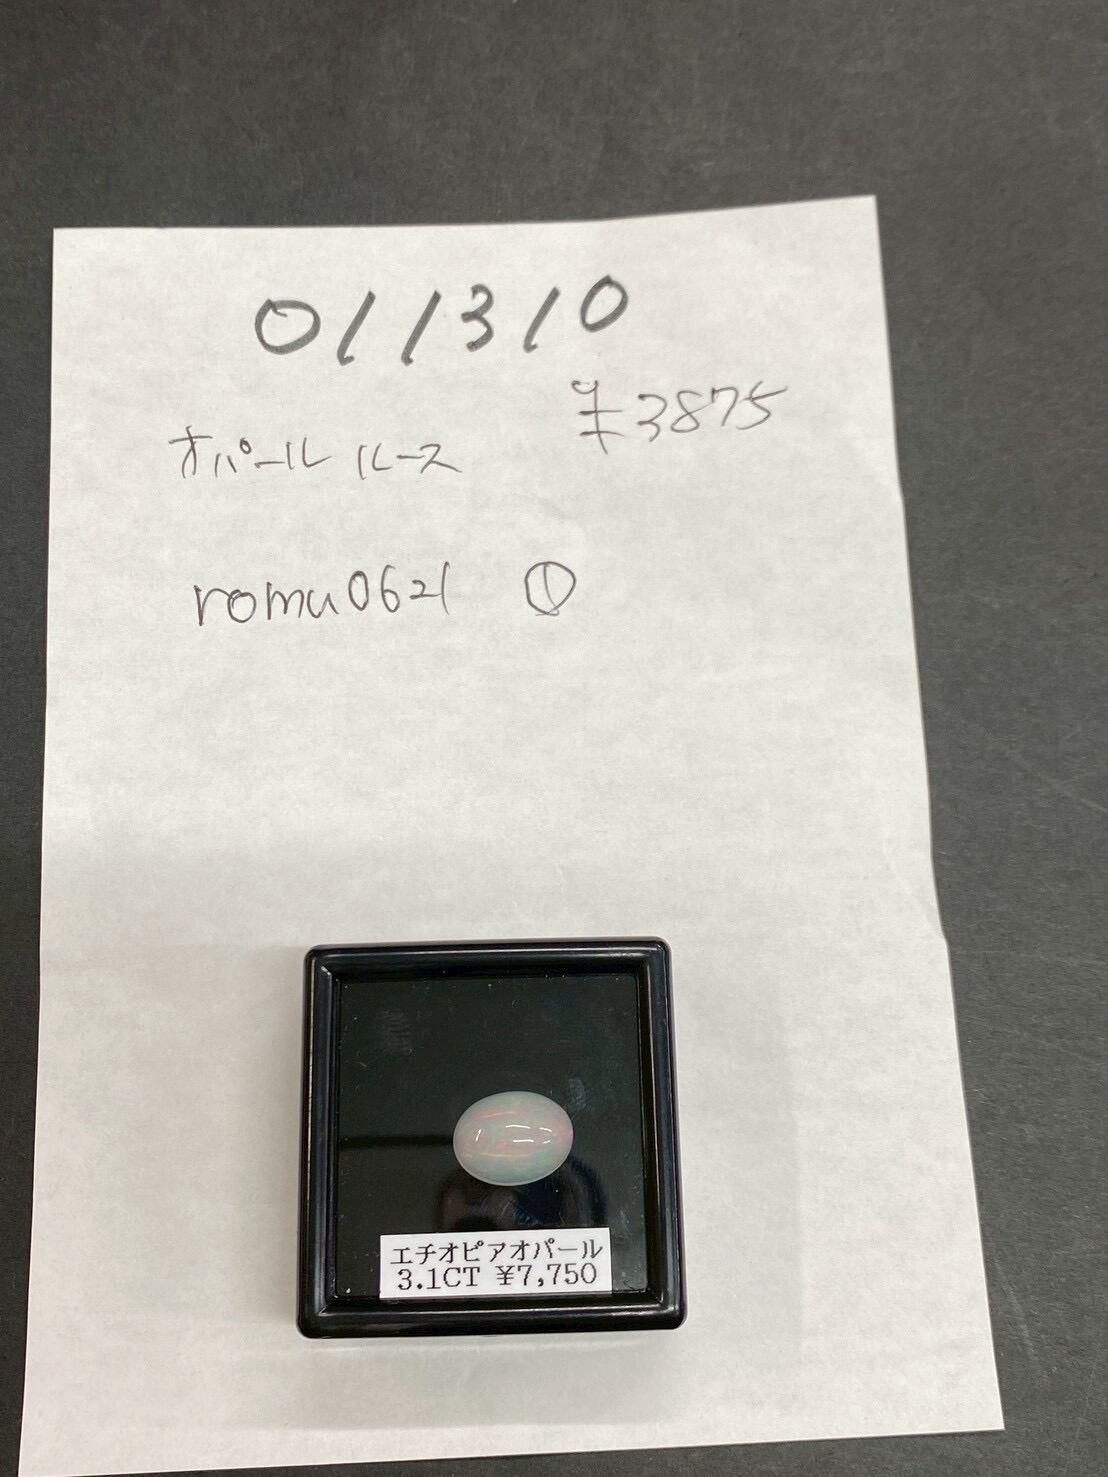 011310
¥3875
オパール ルース
romu0621 ①
エチオピアオパール
3.1CT ¥7,750